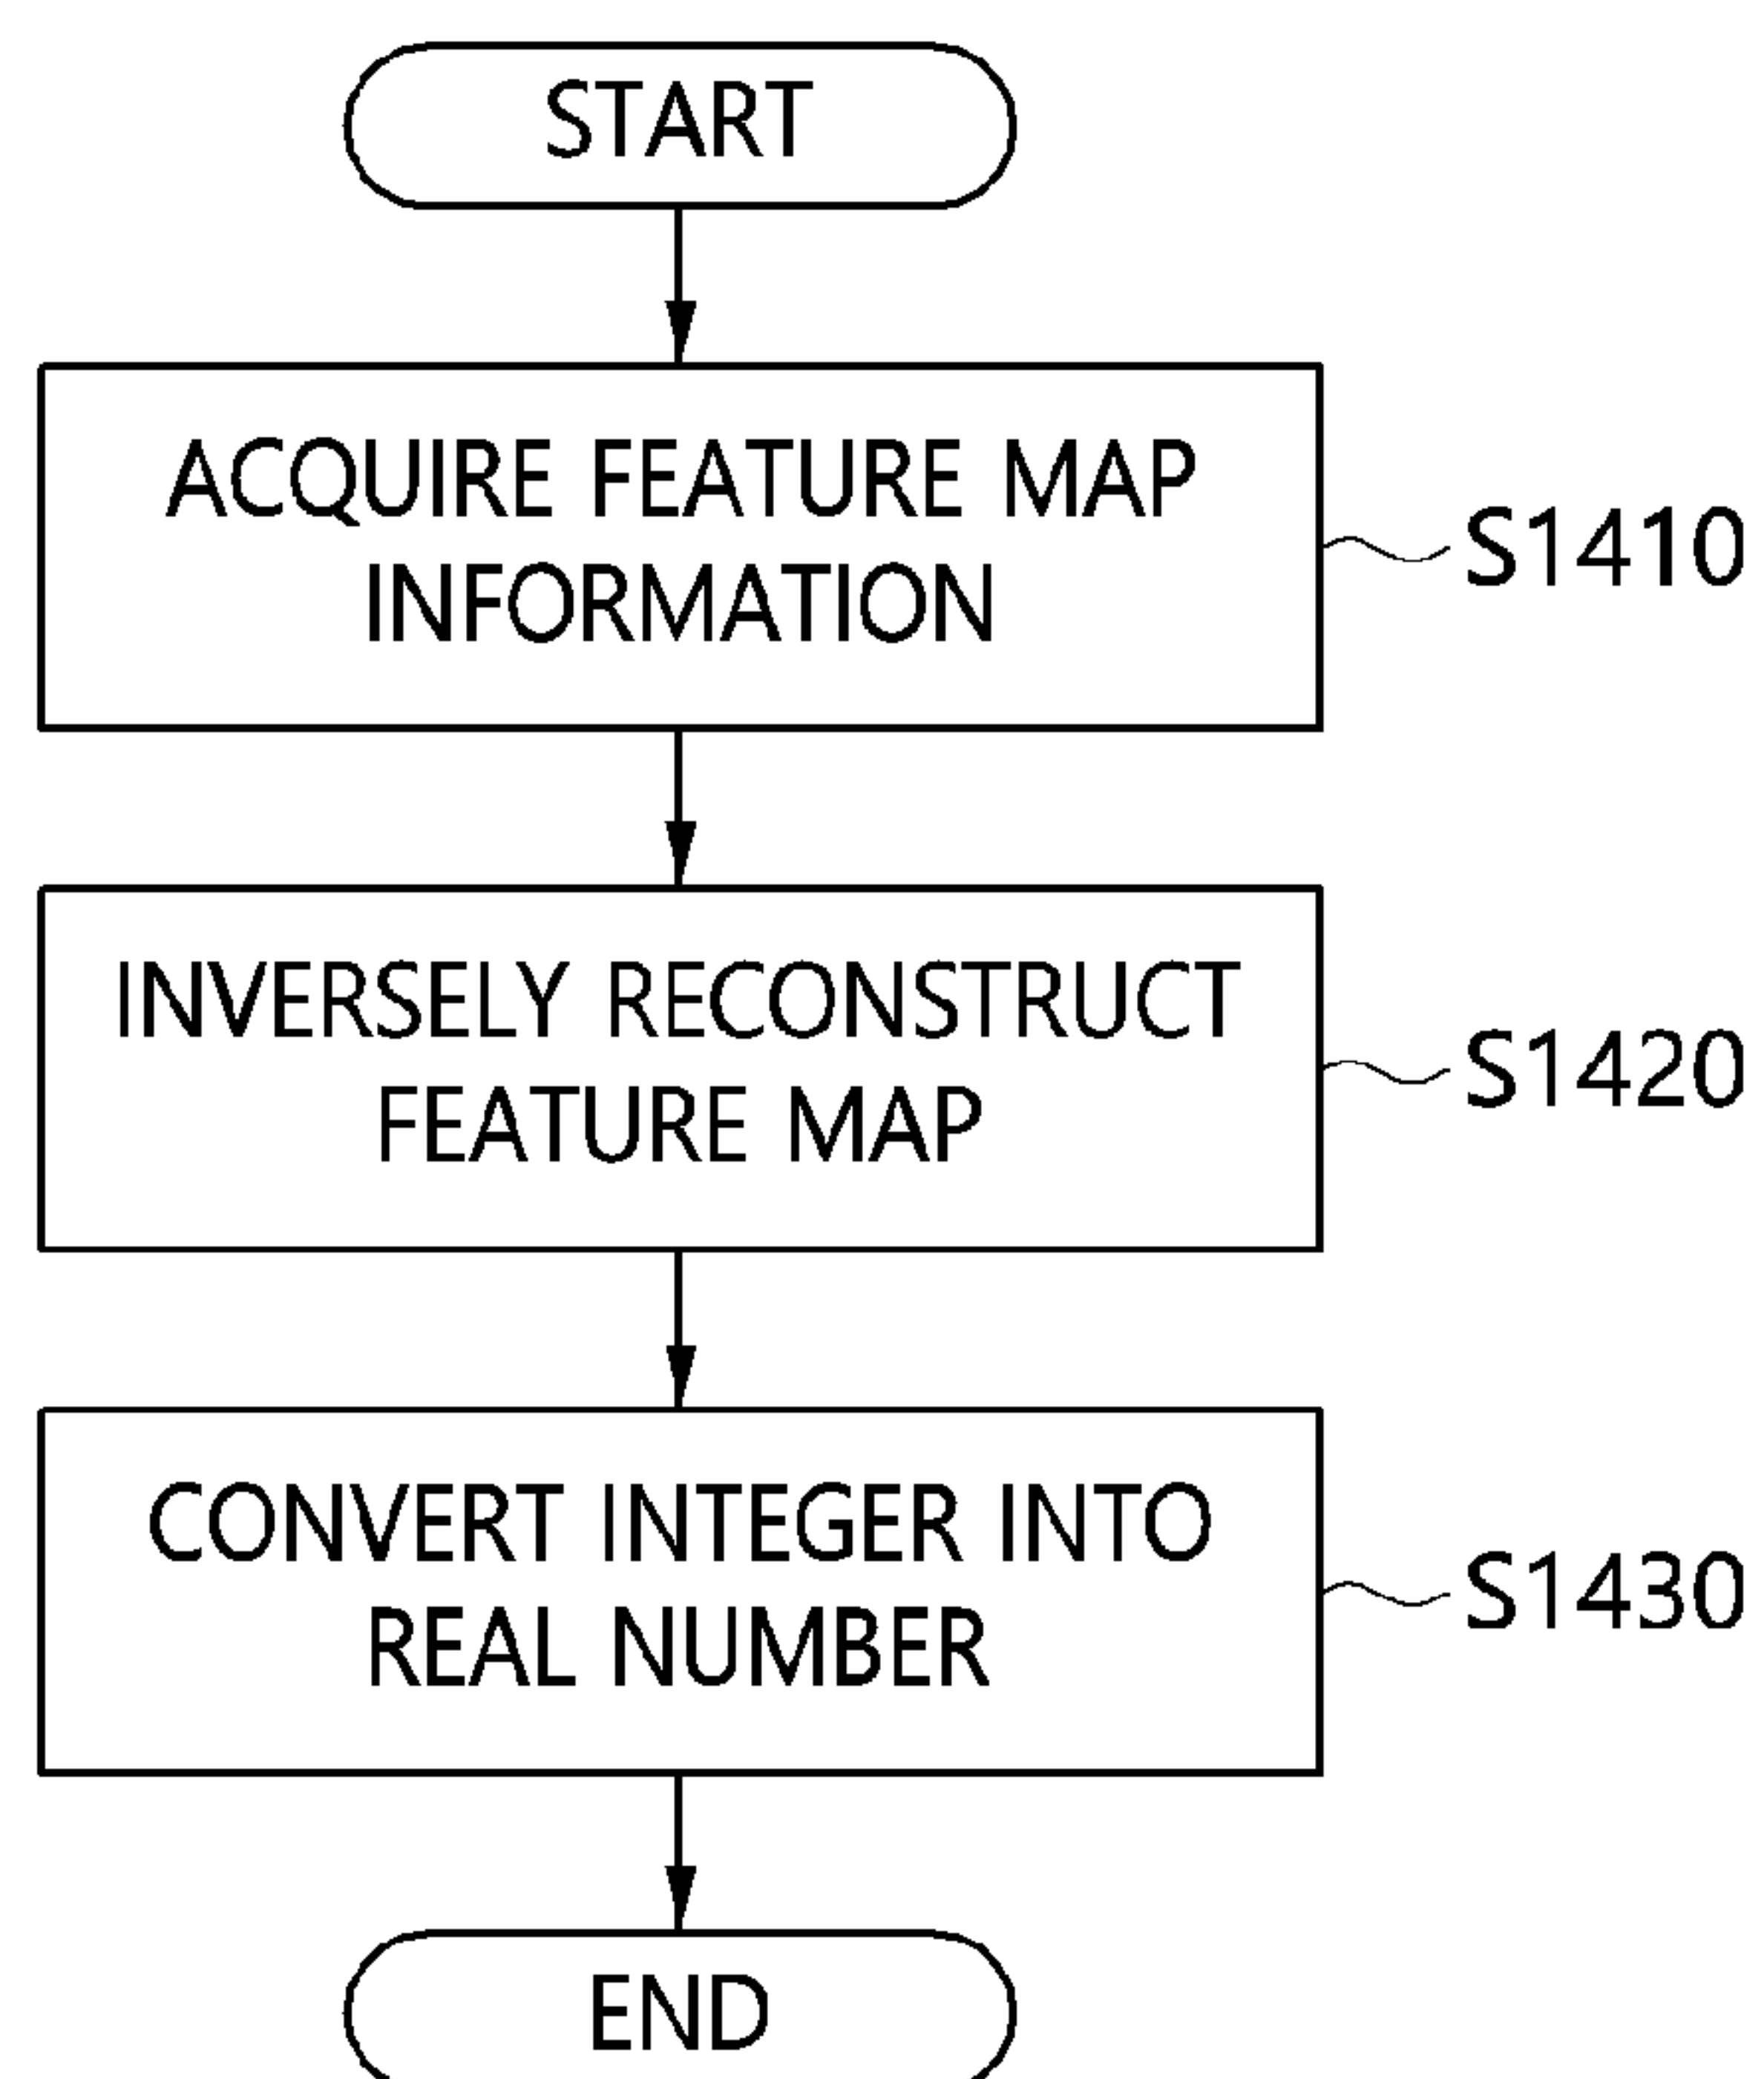 START
ACQUIRE FEATURE MAP
INFORMATION
S1410
INVERSELY RECONSTRUCT
FEATURE MAP
S1420
CONVERT INTEGER INTO
REAL NUMBER
S1430
END